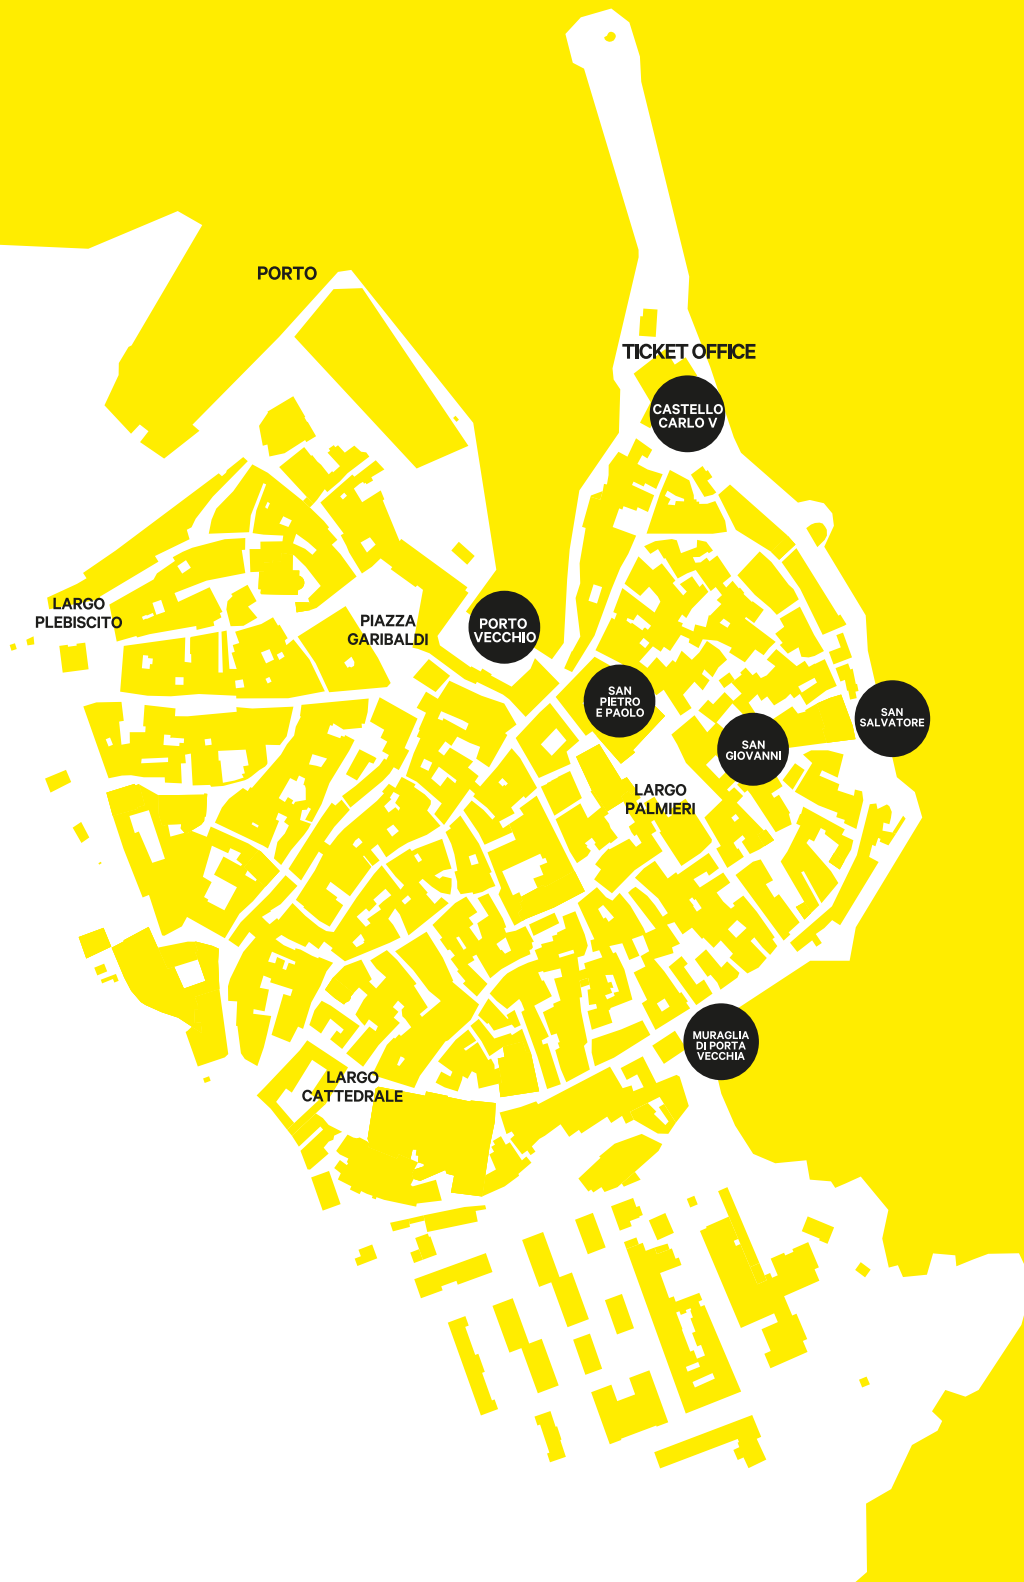 PORTO
TICKET OFFICE
CASTELLO
CARLO V
LARGO
PLEBISCITO
PIAZZA
GARIBALDI
PORTO
VECCHIO
SAN
PIETRO
E PAOLO
SAN
SALVATORE
SAN
GIOVANNI
LARGO
PALMIERI
MURAGLIA
DI PORTA
VECCHIA
LARGO
CATTEDRALE